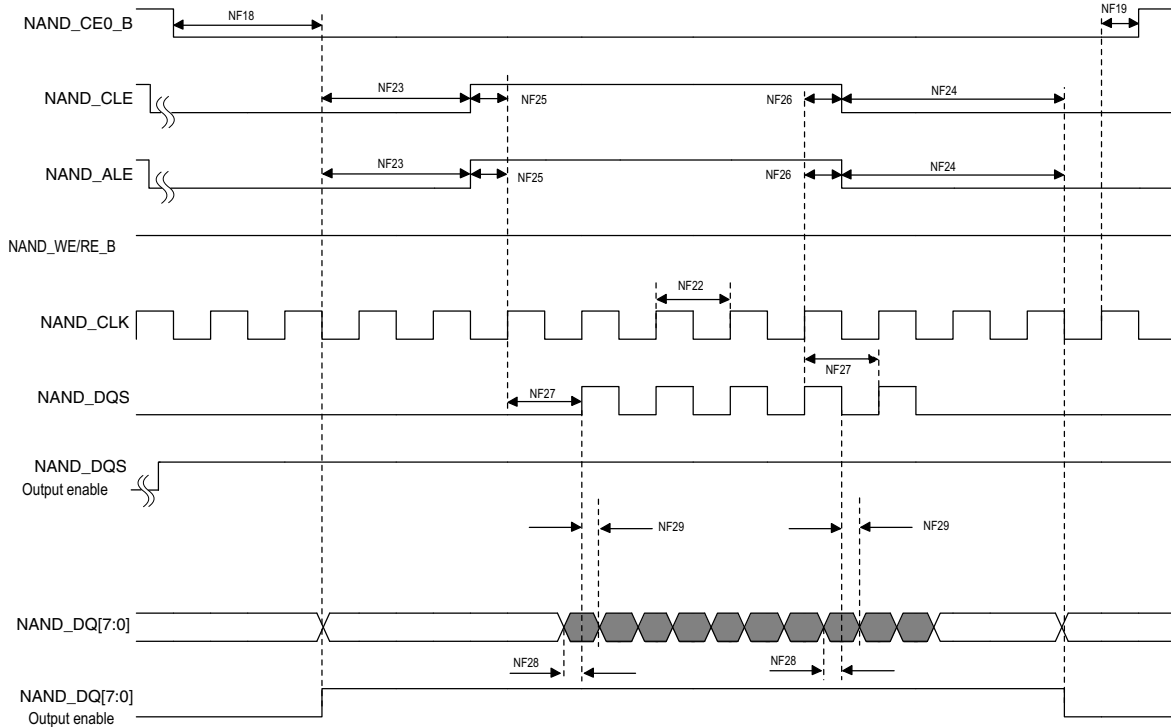 NAND_CE0_B
NF18
NF19
NAND_CLE
NF23
NF25
NF26
NF24
NAND_ALE
NF23
NF25
NF26
NF24
NAND_WE/RE_B
NF22
NAND_CLK
NF27
NAND_DQS
NF27
NAND_DQS
Output enable
NF29
NF29
NAND_DQ[7:0]
NF28
NF28
NAND_DQ[7:0]
Output enable